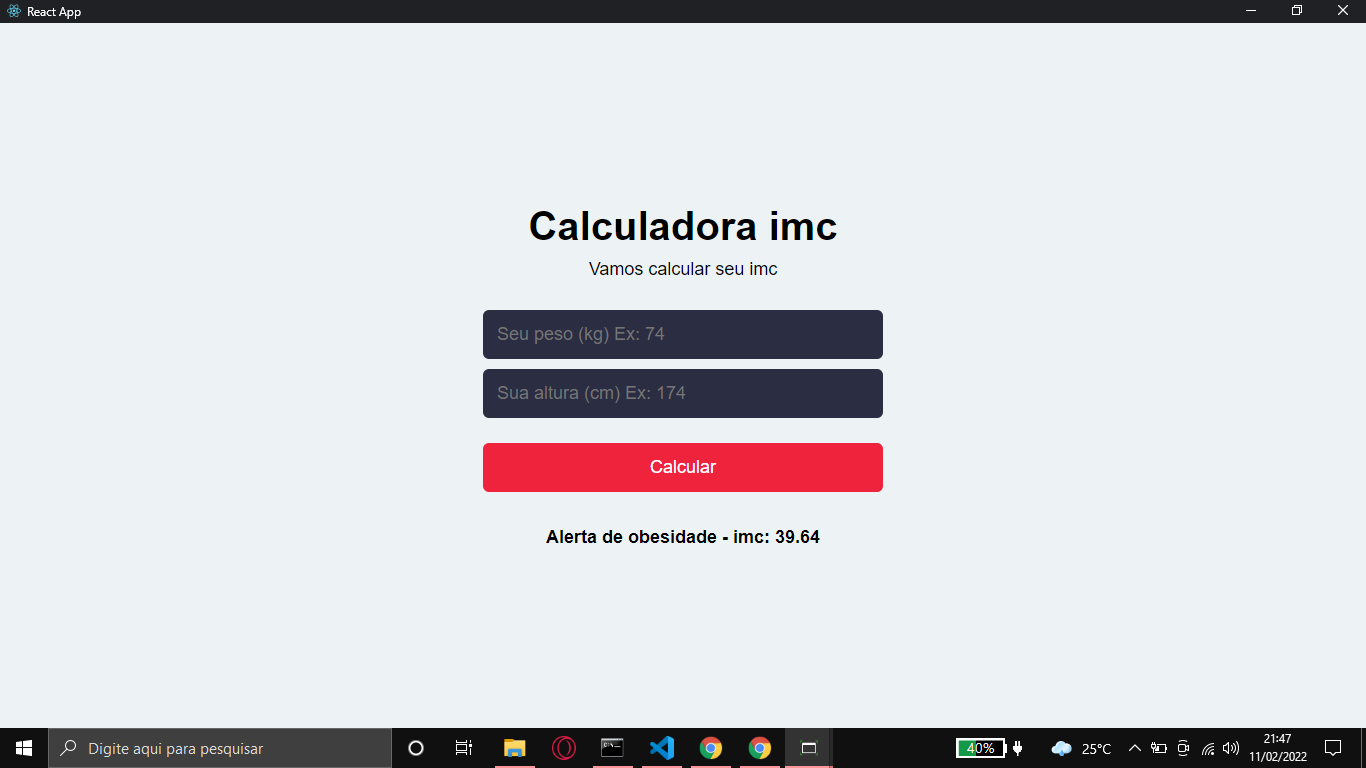 React App
Calculadora imc
Vamos calcular seu imc
Seu peso (kg) Ex: 74
Sua altura (cm) Ex: 174
Calcular
Alerta de obesidade - imc: 39.64
Digite aqui para pesquisar
40%
25°C
21:47
11/02/2022